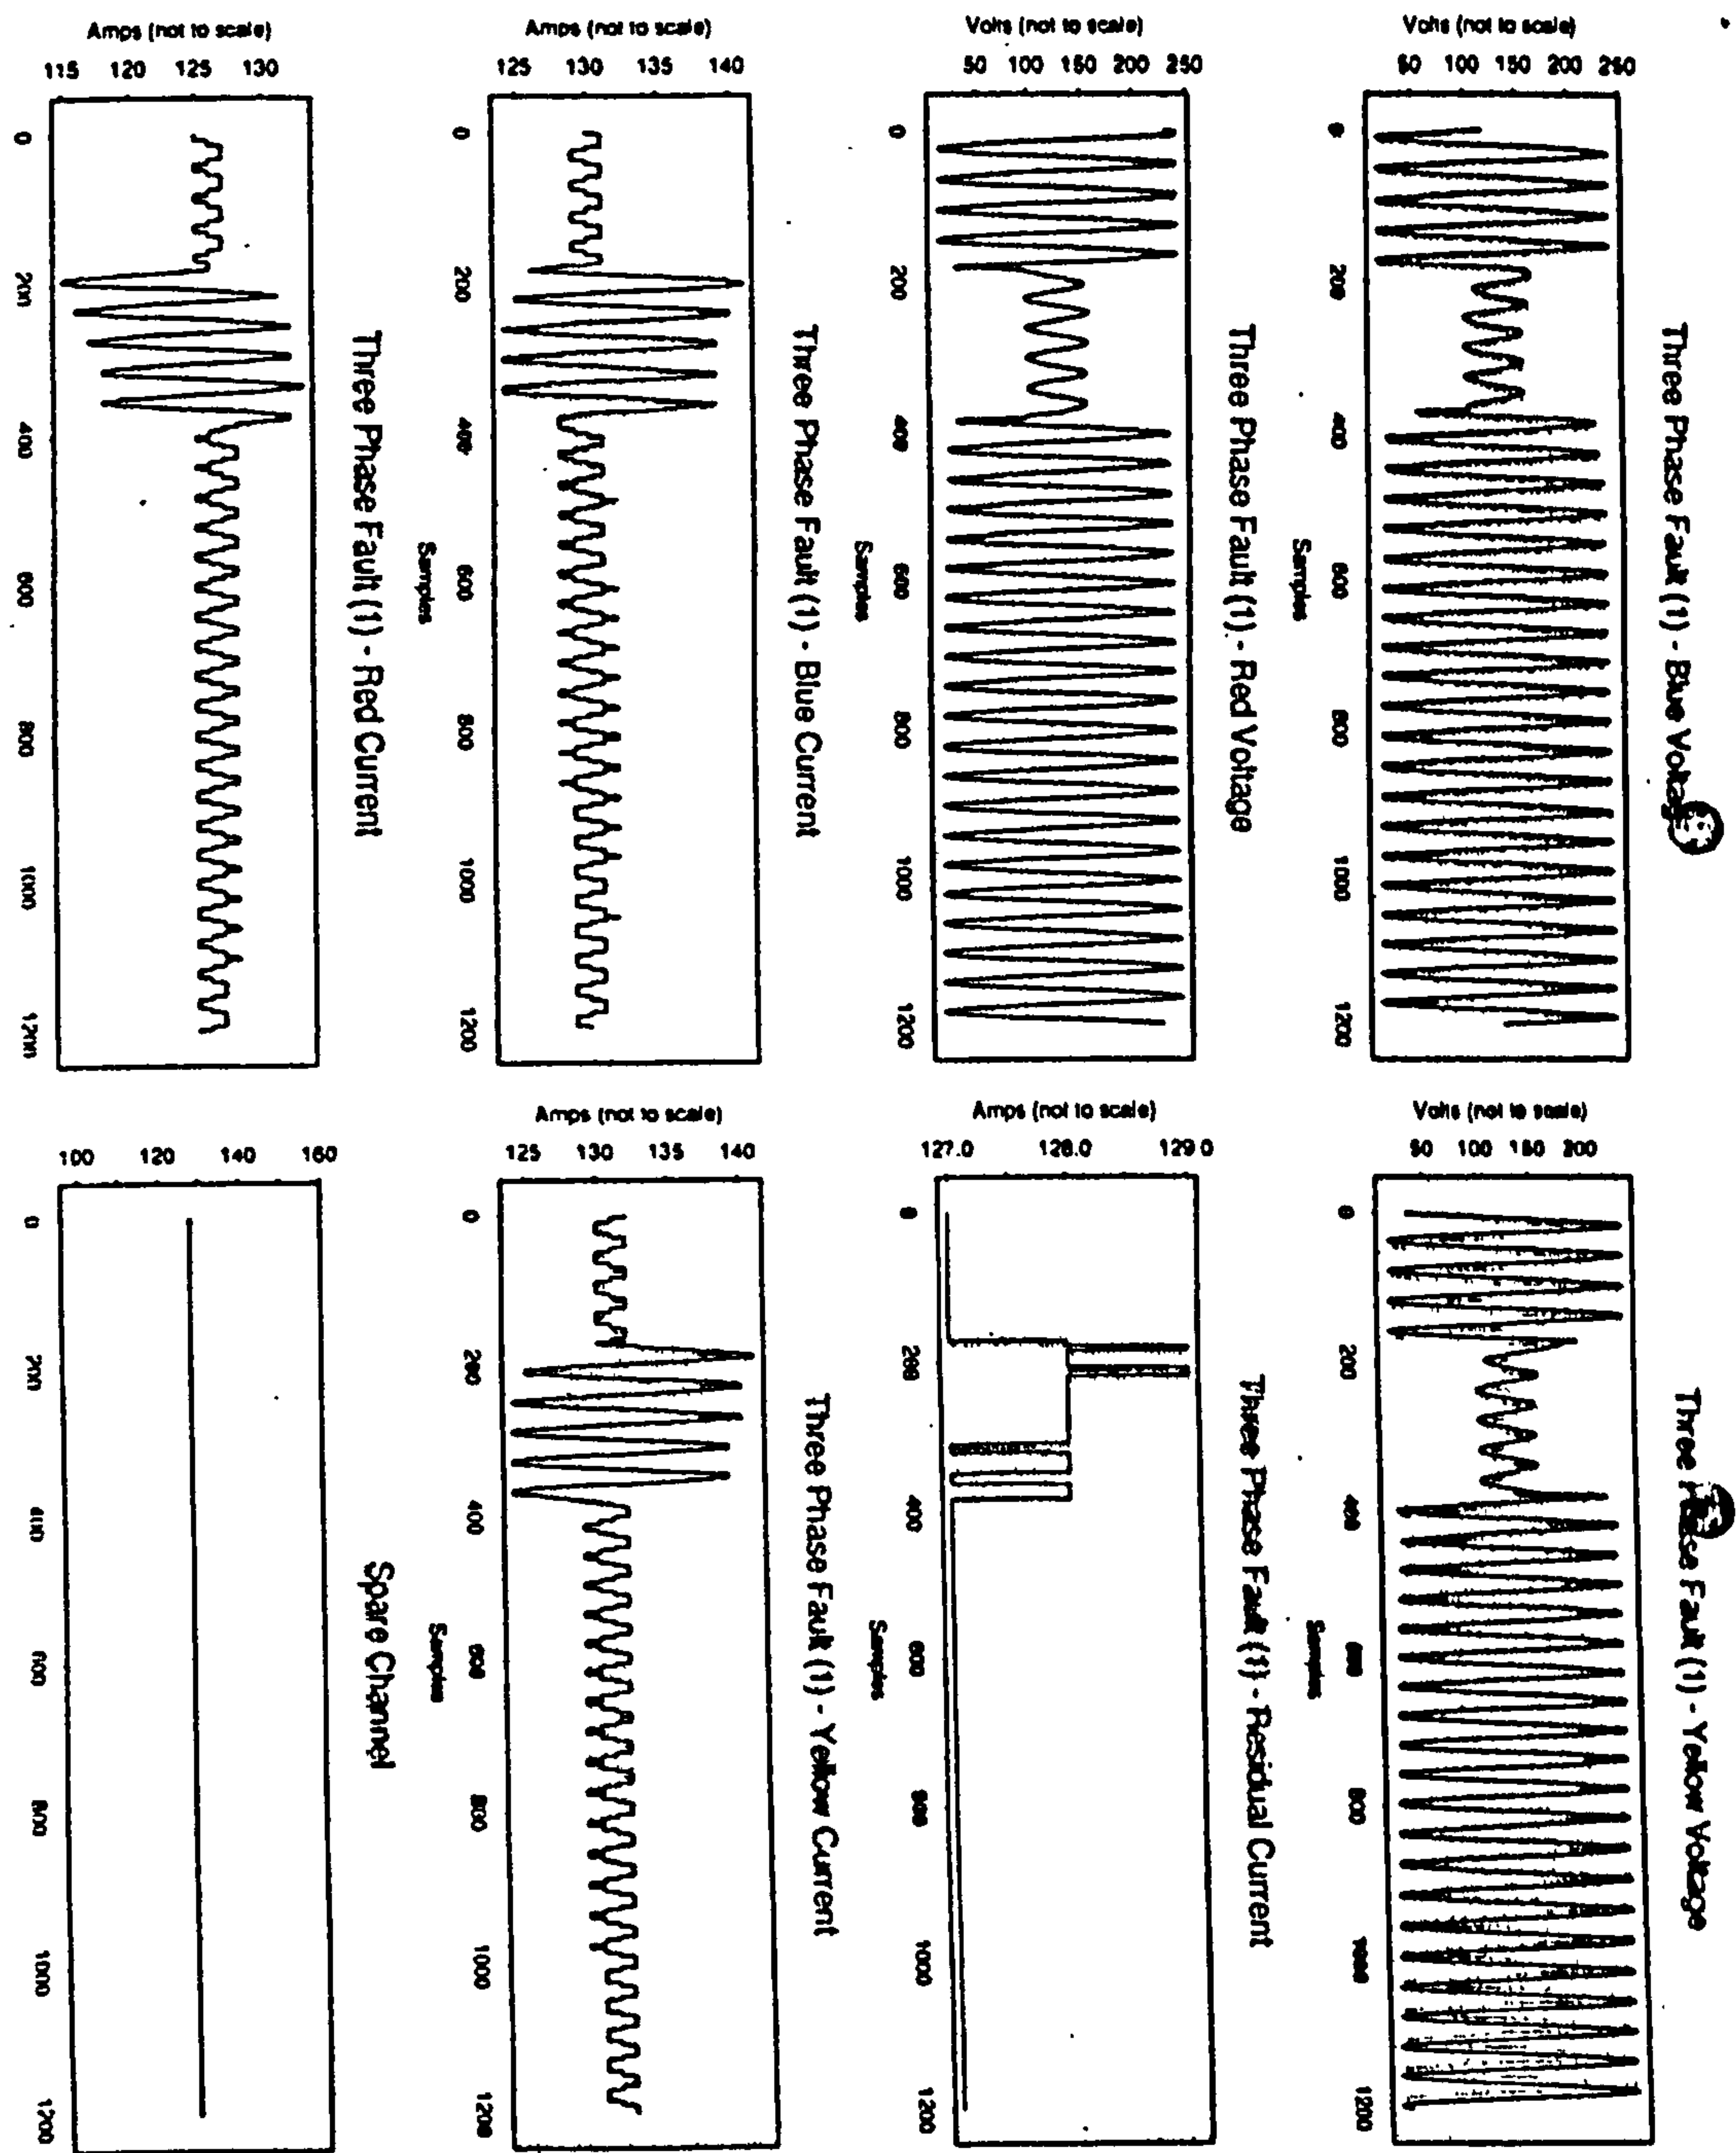 Three Phase Fault (1) - Blue Voltage
Volts (not to scale)
50 100 150 200 250
0 200 400 600 800 1000 1200
Samples
Three Phase Fault (1) - Yellow Voltage
Volts (not to scale)
50 100 150 200
0 200 400 600 800 1000 1200
Samples
Three Phase Fault (1) - Red Voltage
Volts (not to scale)
50 100 150 200 250
0 200 400 600 800 1000 1200
Samples
Three Phase Fault (1) - Residual Current
Amps (not to scale)
127.0 128.0 129.0
0 200 400 600 800 1000 1200
Samples
Three Phase Fault (1) - Blue Current
Amps (not to scale)
125 130 135 140
0 200 400 600 800 1000 1200
Samples
Three Phase Fault (1) - Yellow Current
Amps (not to scale)
125 130 135 140
0 200 400 600 800 1000 1200
Samples
Three Phase Fault (1) - Red Current
Amps (not to scale)
115 120 125 130
0 200 400 600 800 1000 1200
Spare Channel
100 120 140 160
0 200 400 600 800 1000 1200